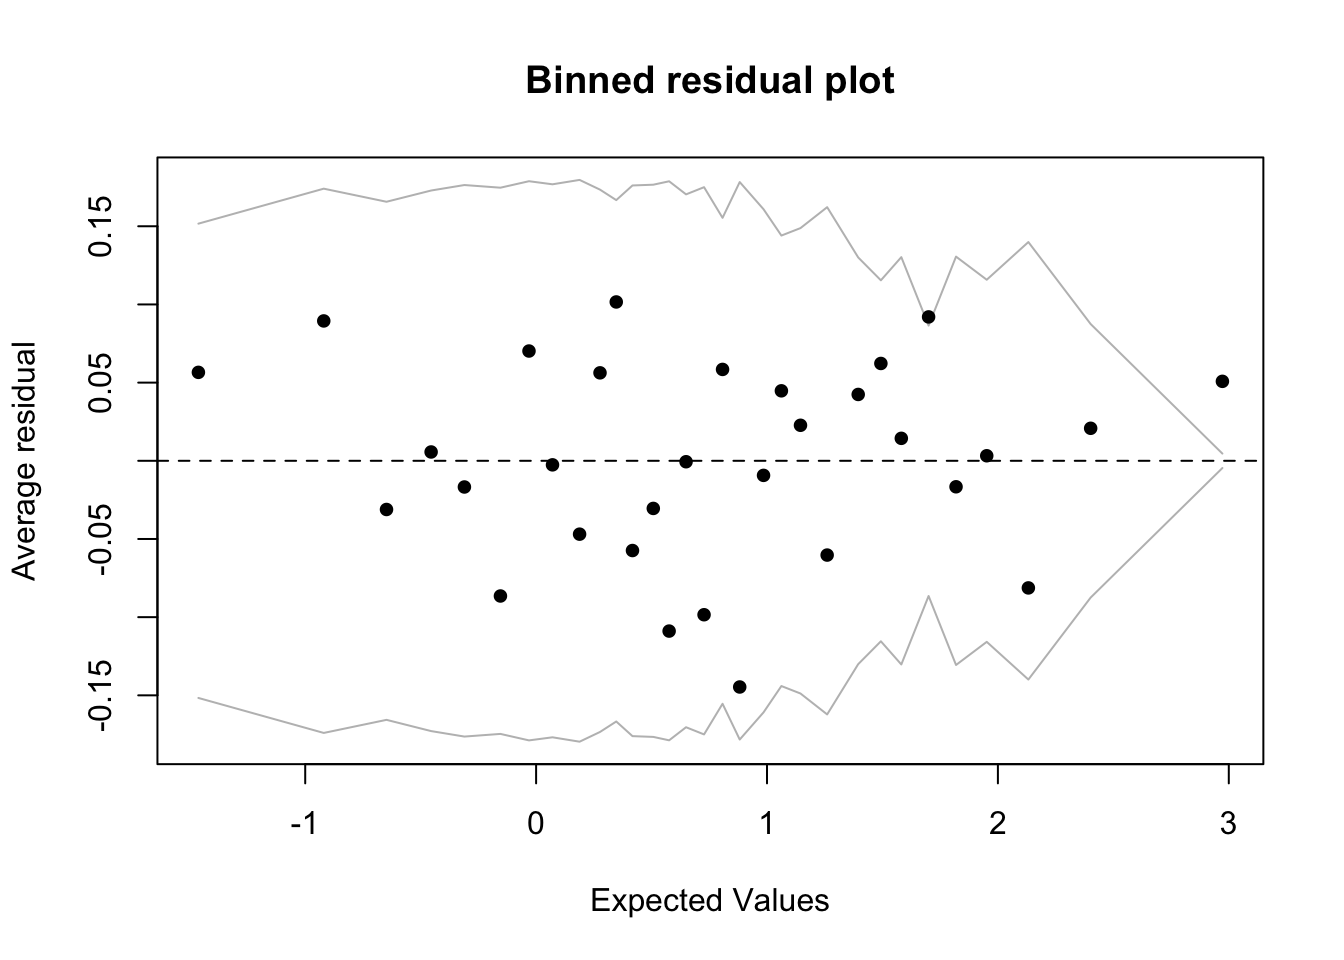 Binned residual plot
0.15
0.05
-0.05
-0.15
Average residual
-1 0 1 2 3
Expected Values